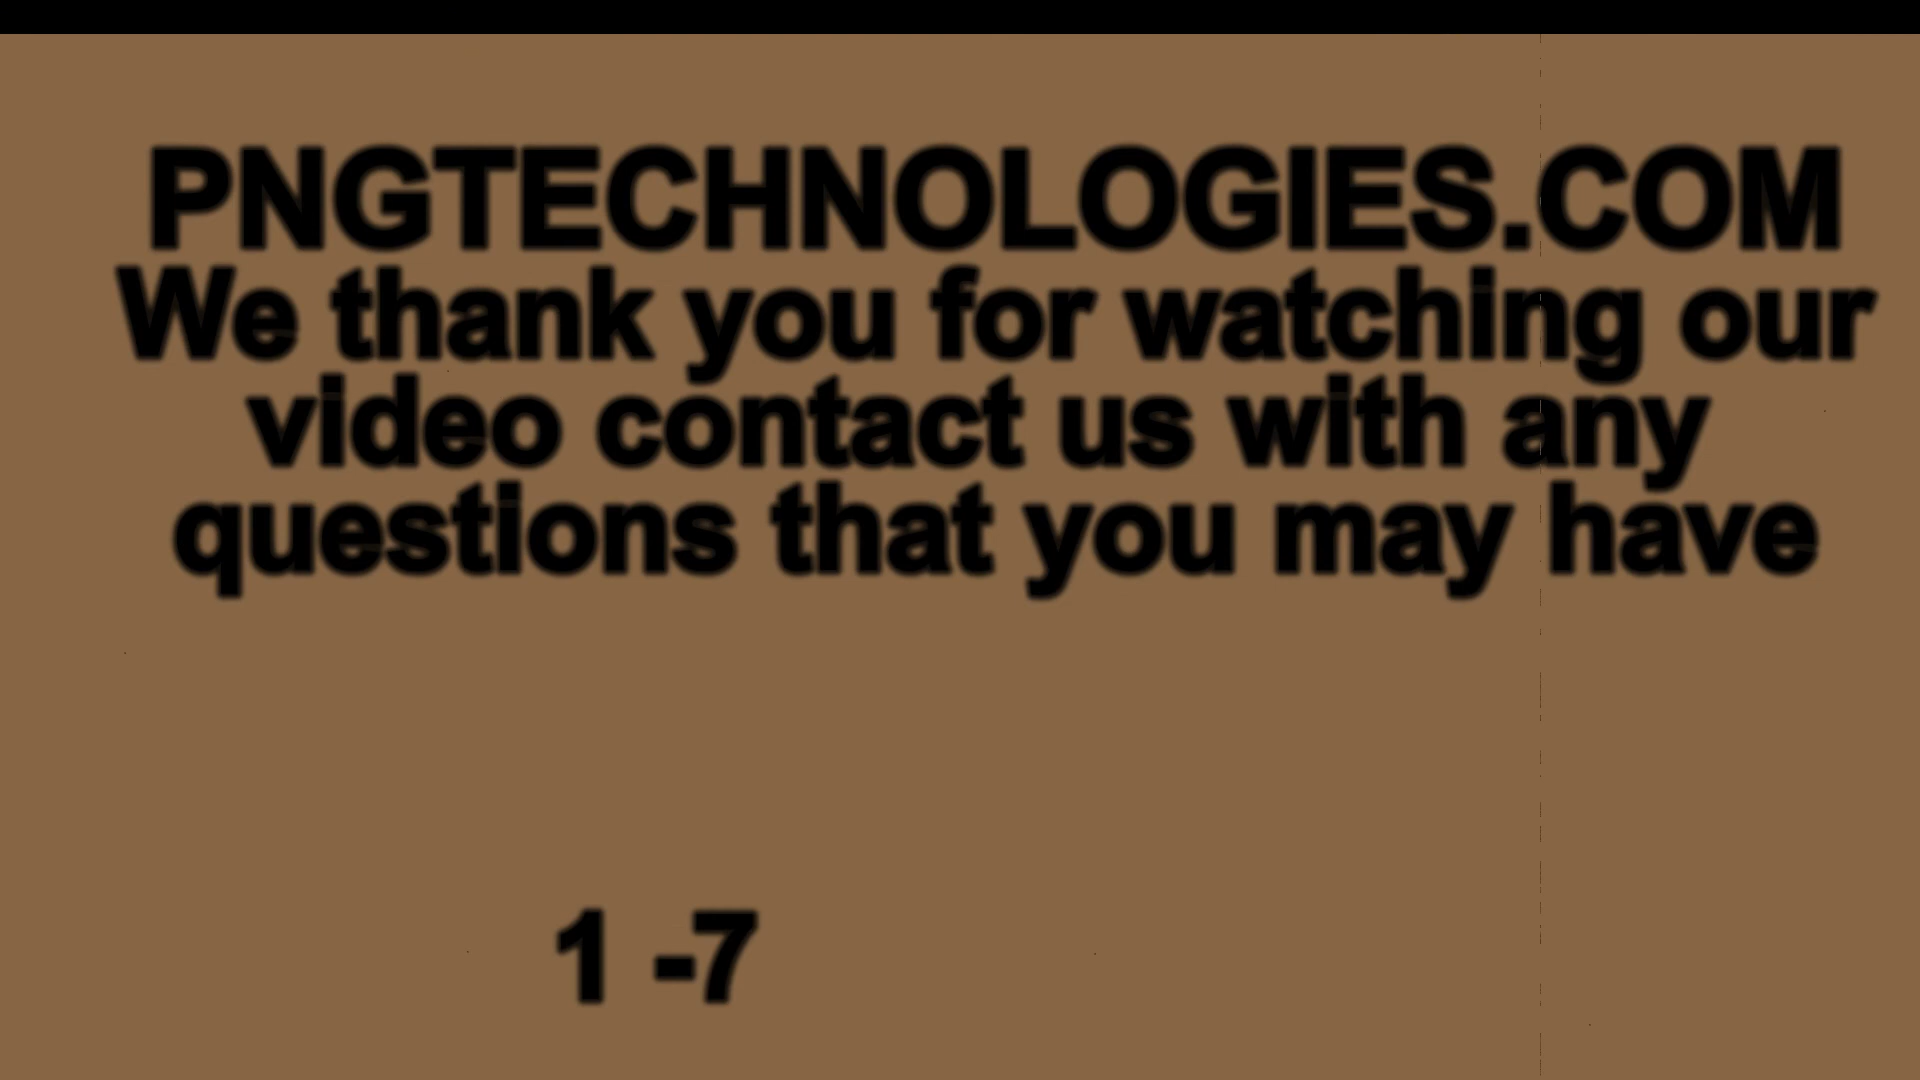 PNGTECHNOLOGIES.COM
We thank you for watching our
video contact us with any
questions that you may have
1 -7